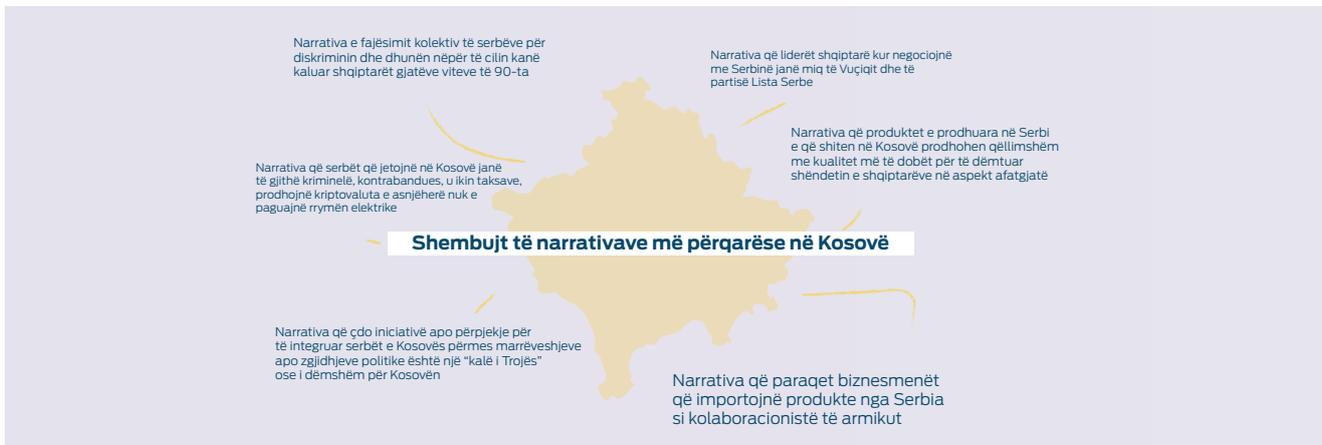 Narrativa e fajësimit kolektiv të serbëve për
diskriminin dhe dhunën nëpër të cilin kanë
kaluar shqiptarët gjatëve viteve të 90-ta
Narrativa që liderët shqiptarë kur negociojnë
me Serbinë janë miq të Vuçiqit dhe të
partisë Lista Serbe
Narrativa që produktet e prodhuara në Serbi
e që shiten në Kosovë prodhohen qëllimshëm
me kualitet më të dobët për të dëmtuar
shëndetin e shqiptarëve në aspekt afatgjatë
Narrativa që serbët që jetojnë në Kosovë janë
të gjithë kriminelë, kontrabandues, u ikin taksave,
prodhojnë kriptovaluta e asnjëherë nuk e
paguajnë rrymën elektrike
Shembujt të narrativave më përqarëse në Kosovë
Narrativa që çdo iniciativë apo përpjekje për
të integruar serbët e Kosovës përmes marrëveshjeve
apo zgjidhjeve politike është një “kalë i Trojës”
ose i dëmshëm për Kosovën
Narrativa që paraqet biznesmenët
që importojnë produkte nga Serbia
si kolaboracionistë të armikut